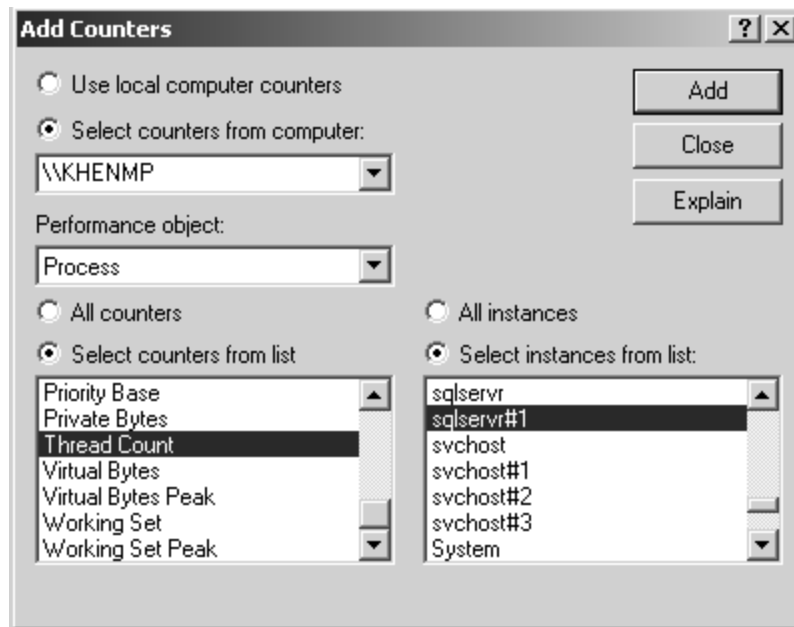 Add Counters
Use local computer counters
Add
Select counters from computer:
Close
\\KHENMP
Explain
Performance object:
Process
All counters
All instances
Select counters from list
Select instances from list:
Priority Base
Private Bytes
Thread Count
Virtual Bytes
Virtual Bytes Peak
Working Set
Working Set Peak
sqlservr
sqlservr#1
svchost
svchost#1
svchost#2
svchost#3
System